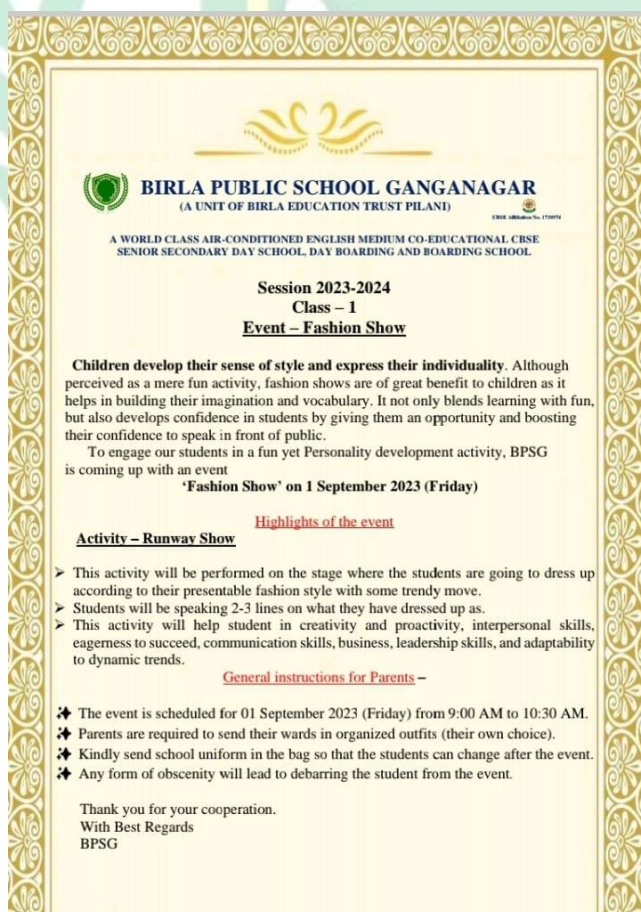 BIRLA PUBLIC SCHOOL GANGANAGAR
(A UNIT OF BIRLA EDUCATION TRUST PILANI)
CBSE Affiliation No. 1730974
A WORLD CLASS AIR-CONDITIONED ENGLISH MEDIUM CO-EDUCATIONAL CBSE
SENIOR SECONDARY DAY SCHOOL, DAY BOARDING AND BOARDING SCHOOL
Session 2023-2024
Class – 1
Event – Fashion Show
Children develop their sense of style and express their individuality. Although
perceived as a mere fun activity, fashion shows are of great benefit to children as it
helps in building their imagination and vocabulary. It not only blends learning with fun,
but also develops confidence in students by giving them an opportunity and boosting
their confidence to speak in front of public.
To engage our students in a fun yet Personality development activity, BPSG
is coming up with an event
‘Fashion Show’ on 1 September 2023 (Friday)
Highlights of the event
Activity – Runway Show
➢ This activity will be performed on the stage where the students are going to dress up
according to their presentable fashion style with some trendy move.
➢ Students will be speaking 2-3 lines on what they have dressed up as.
➢ This activity will help student in creativity and proactivity, interpersonal skills,
eagerness to succeed, communication skills, business, leadership skills, and adaptability
to dynamic trends.
General instructions for Parents –
The event is scheduled for 01 September 2023 (Friday) from 9:00 AM to 10:30 AM.
Parents are required to send their wards in organized outfits (their own choice).
Kindly send school uniform in the bag so that the students can change after the event.
Any form of obscenity will lead to debarring the student from the event.
Thank you for your cooperation.
With Best Regards
BPSG